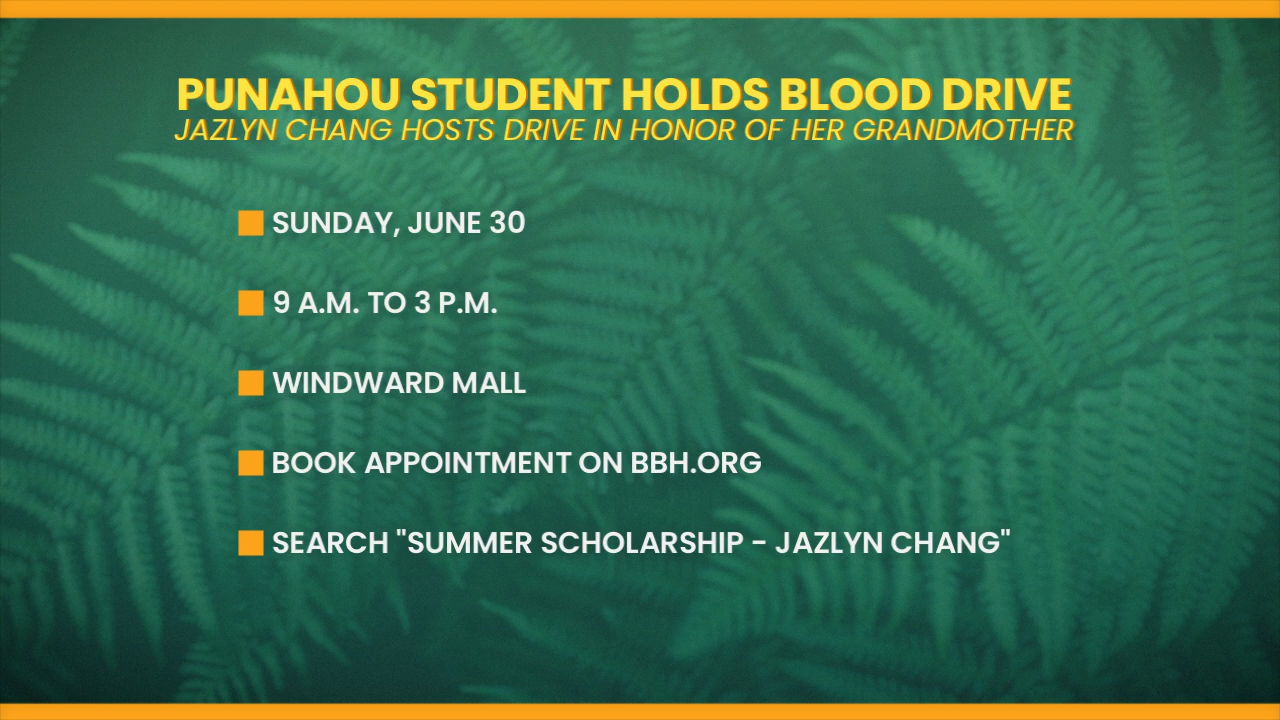 PUNAHOU STUDENT HOLDS BLOOD DRIVE
JAZLYN CHANG HOSTS DRIVE IN HONOR OF HER GRANDMOTHER
SUNDAY, JUNE 30
9 A.M. TO 3 P.M.
WINDWARD MALL
BOOK APPOINTMENT ON BBH.ORG
SEARCH "SUMMER SCHOLARSHIP - JAZLYN CHANG"